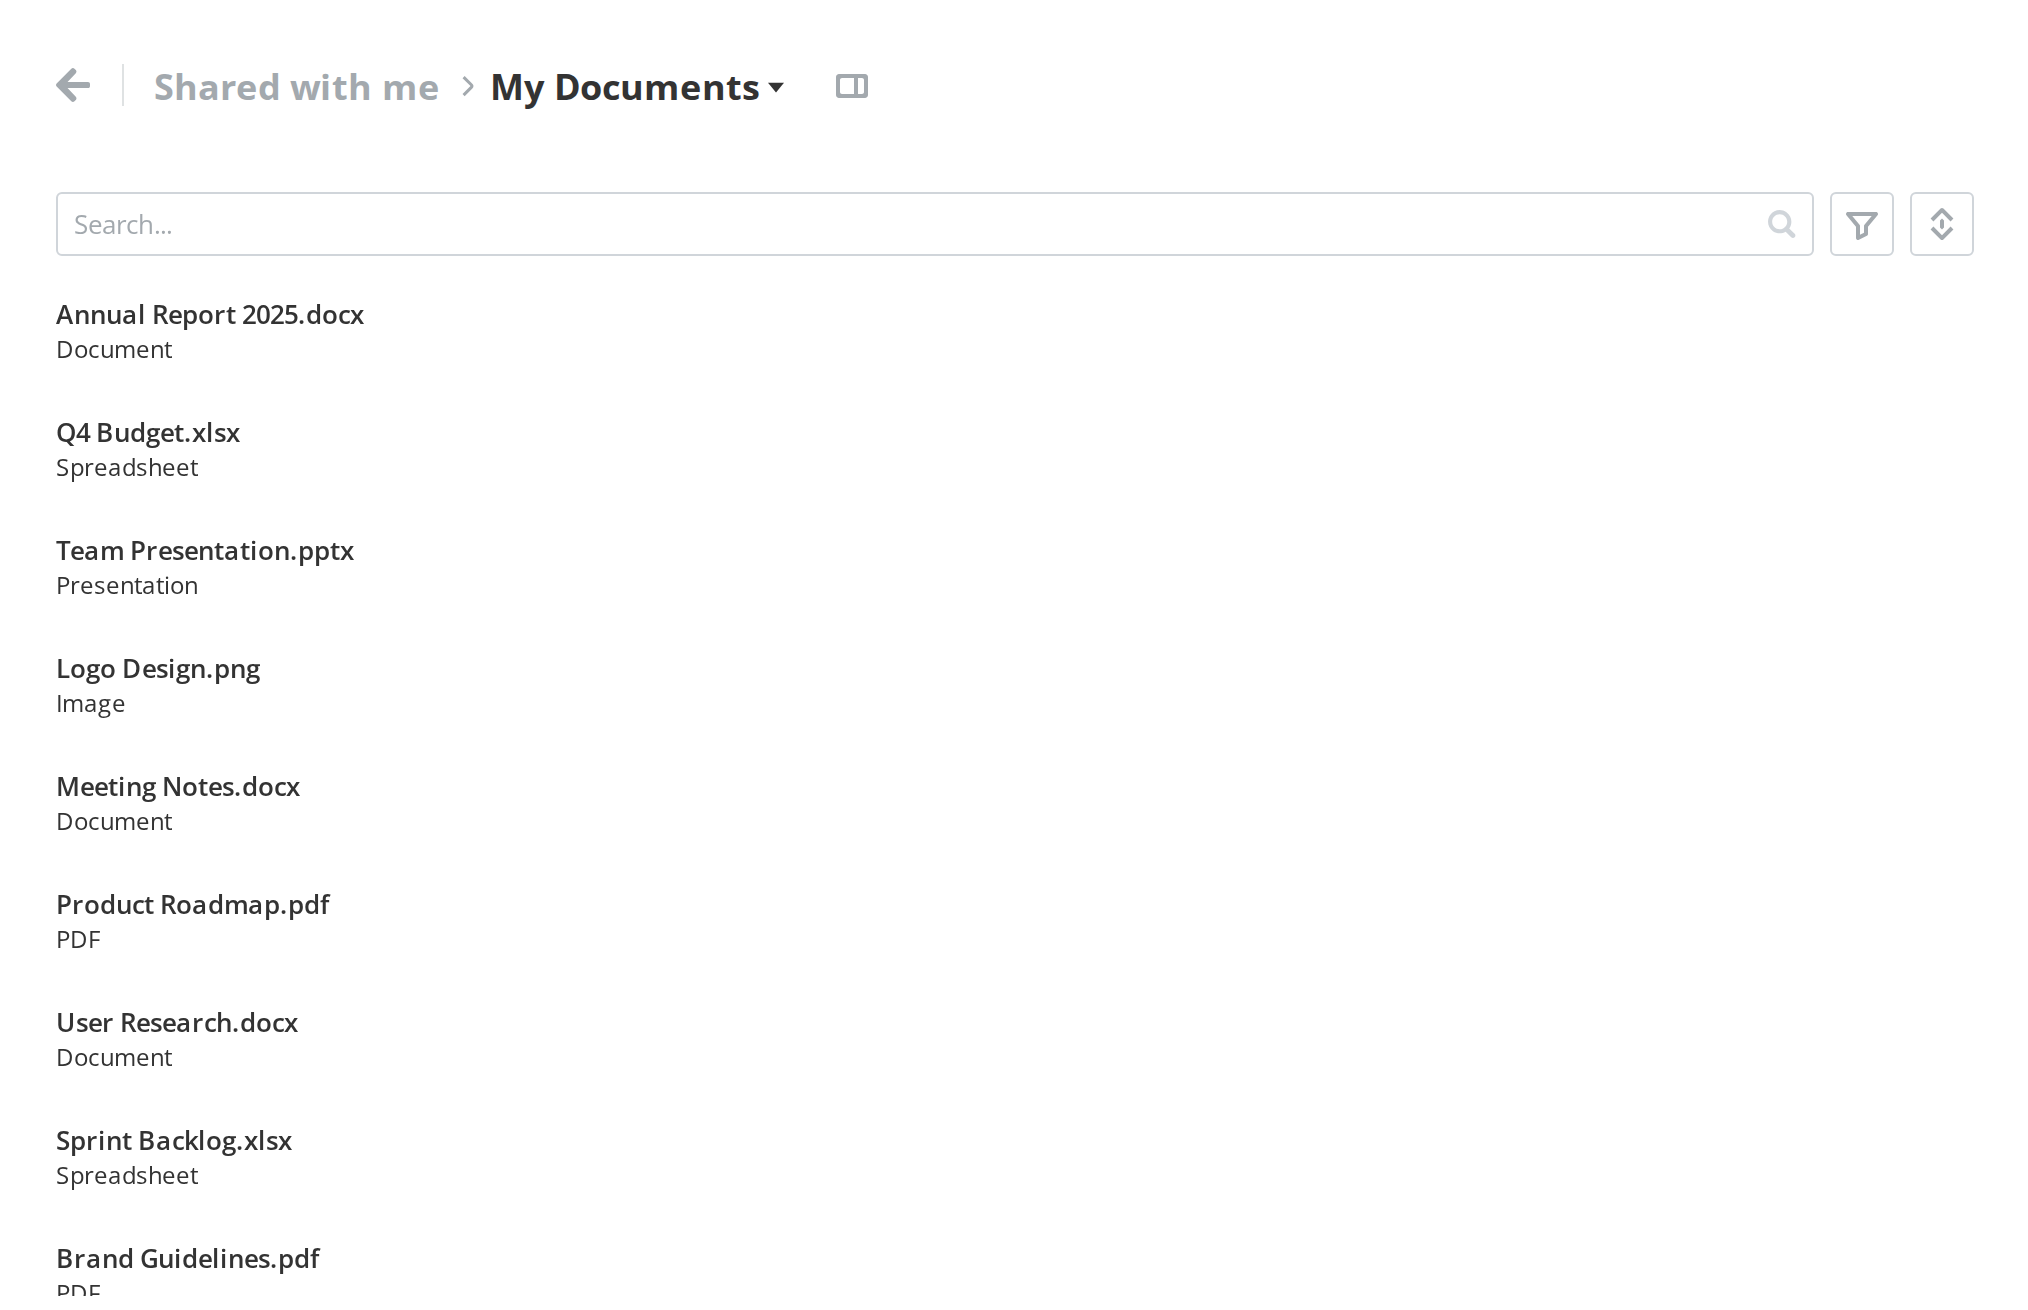 Shared with me > My Documents
Search...
Annual Report 2025.docx
Document
Q4 Budget.xlsx
Spreadsheet
Team Presentation.pptx
Presentation
Logo Design.png
Image
Meeting Notes.docx
Document
Product Roadmap.pdf
PDF
User Research.docx
Document
Sprint Backlog.xlsx
Spreadsheet
Brand Guidelines.pdf
PDF